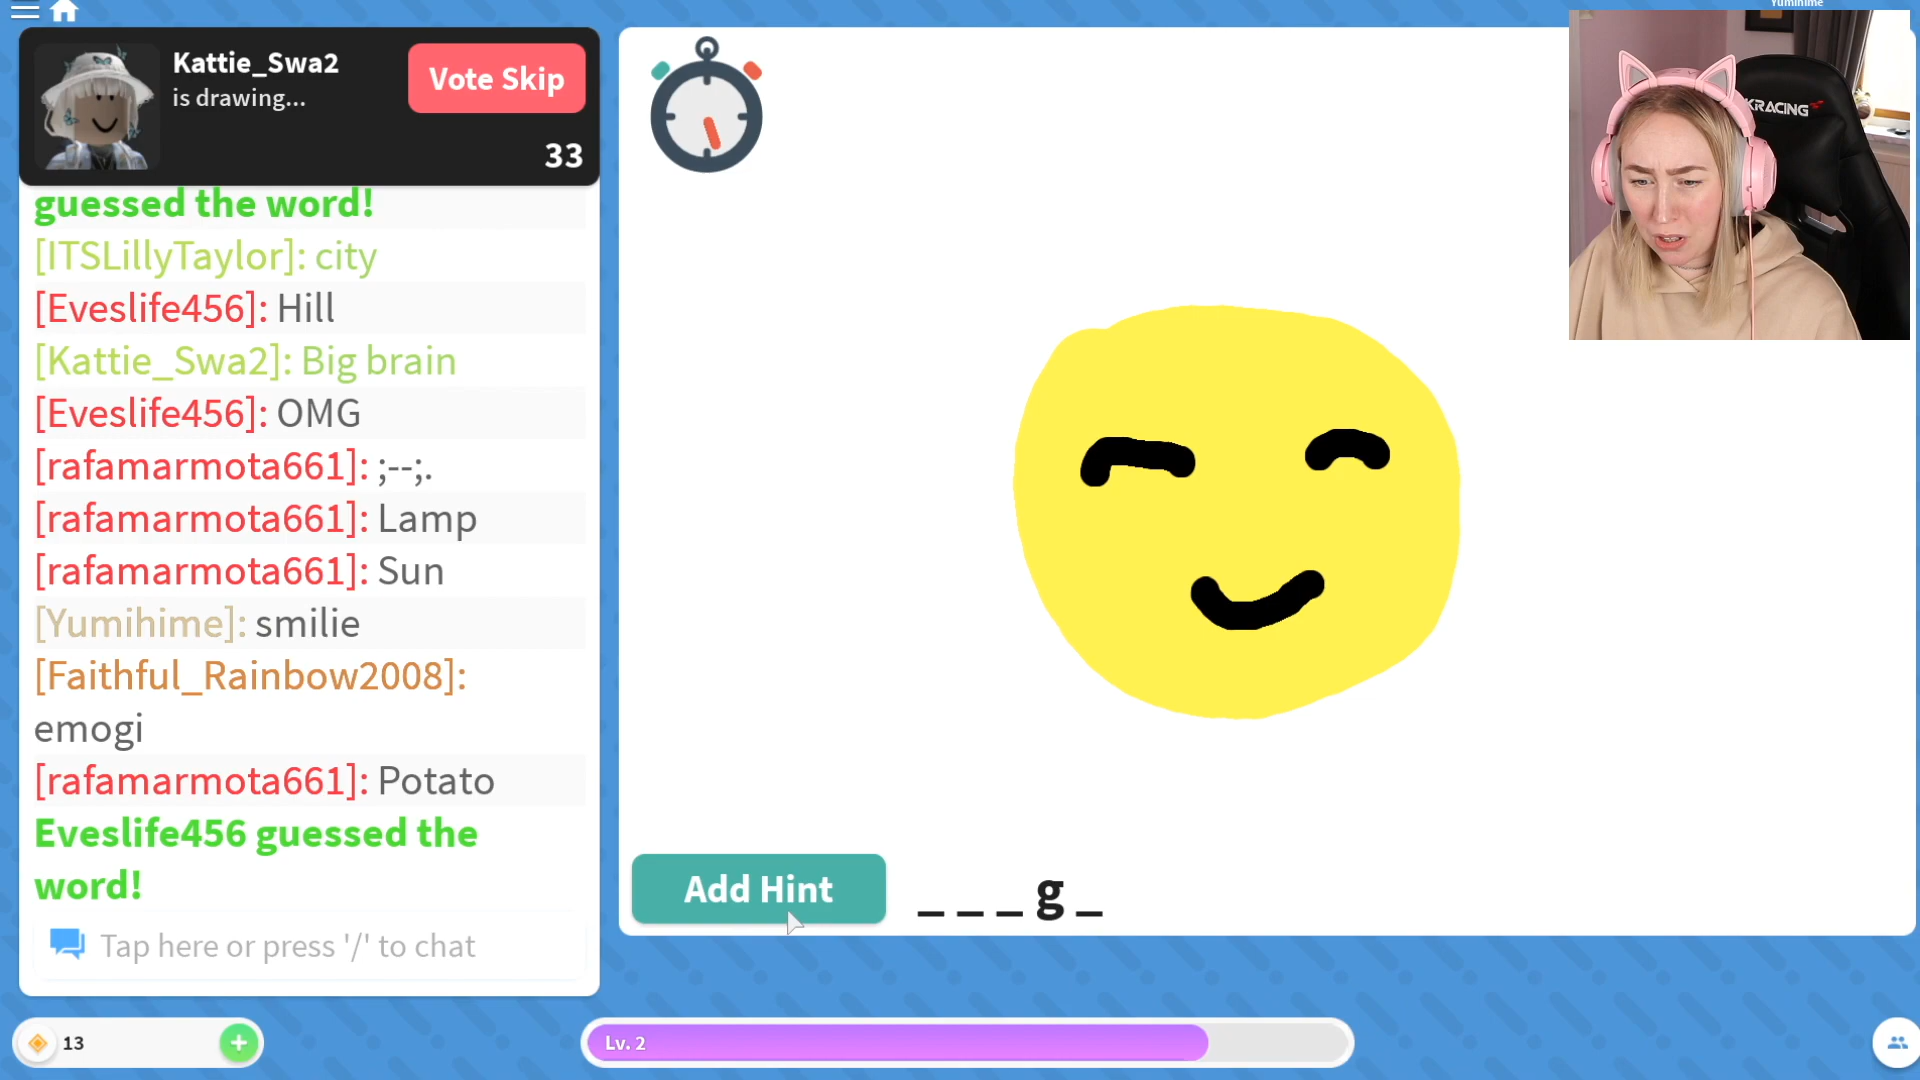 Yumihime
Kattie_Swa2
is drawing...
Vote Skip
33
guessed the word!
[ITSLillyTaylor]: city
[Eveslife456]: Hill
[Kattie_Swa2]: Big brain
[Eveslife456]: OMG
[rafamarmota661]: ;--;.
[rafamarmota661]: Lamp
[rafamarmota661]: Sun
[Yumihime]: smilie
[Faithful_Rainbow2008]:
emogi
[rafamarmota661]: Potato
Eveslife456 guessed the
word!
Tap here or press '/' to chat
Add Hint
_ _ _ g _
KRACING
13
+
Lv. 2